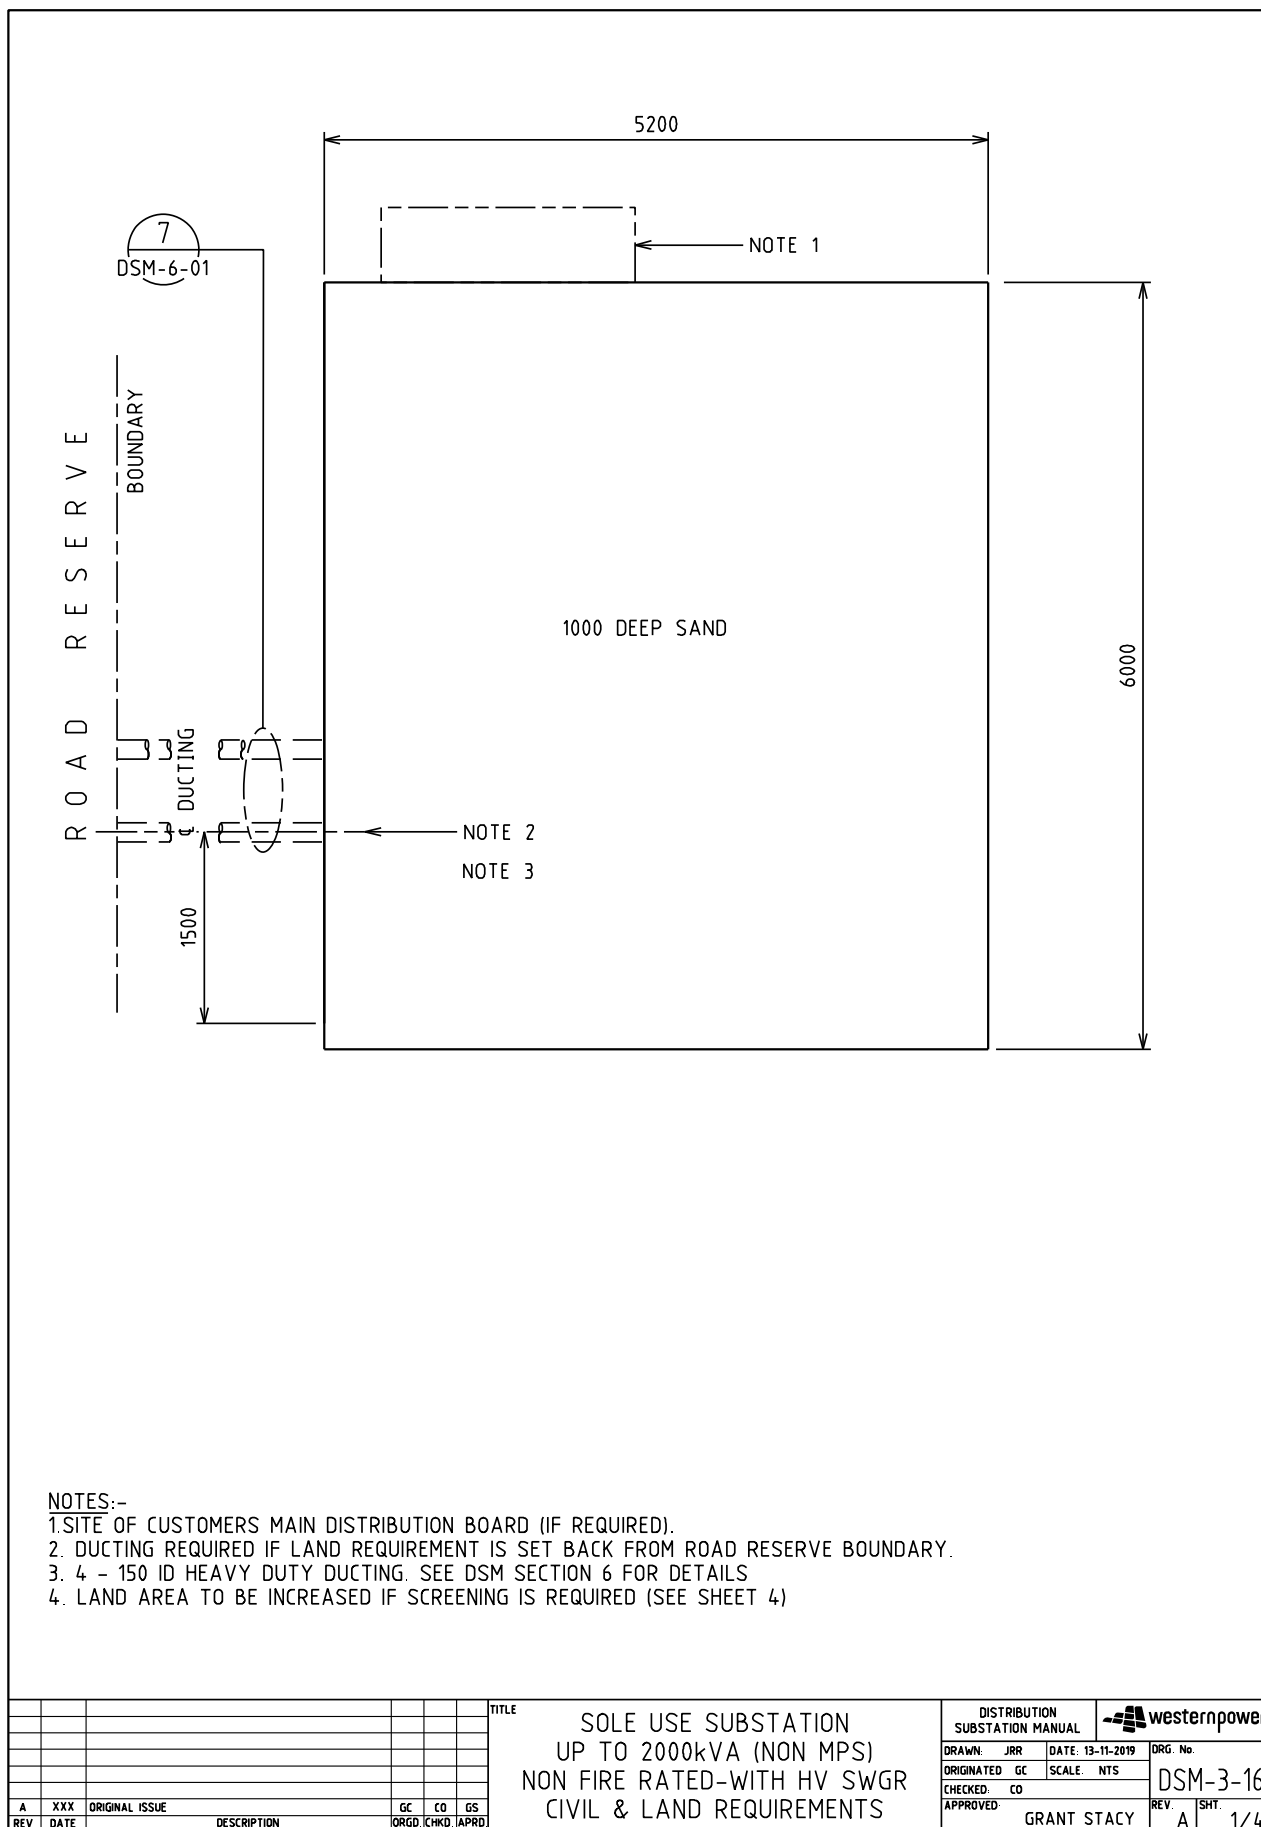 5200
NOTE 1
7
DSM-6-01
BOUNDARY
ROAD RESERVE
1000 DEEP SAND
6000
℄ DUCTING
NOTE 2
NOTE 3
1500
NOTES:-
1.SITE OF CUSTOMERS MAIN DISTRIBUTION BOARD (IF REQUIRED).
2. DUCTING REQUIRED IF LAND REQUIREMENT IS SET BACK FROM ROAD RESERVE BOUNDARY.
3. 4 - 150 ID HEAVY DUTY DUCTING. SEE DSM SECTION 6 FOR DETAILS
4. LAND AREA TO BE INCREASED IF SCREENING IS REQUIRED (SEE SHEET 4)
A XXX ORIGINAL ISSUE GC CO GS
REV DATE DESCRIPTION ORGD. CHKD. APRD.
TITLE
SOLE USE SUBSTATION
UP TO 2000kVA (NON MPS)
NON FIRE RATED-WITH HV SWGR
CIVIL & LAND REQUIREMENTS
DISTRIBUTION
SUBSTATION MANUAL
westernpower
DRAWN: JRR DATE: 13-11-2019
ORIGINATED GC SCALE: NTS
CHECKED: CO
APPROVED:
GRANT STACY
DRG. No.
DSM-3-16
REV. A SHT. 1/4